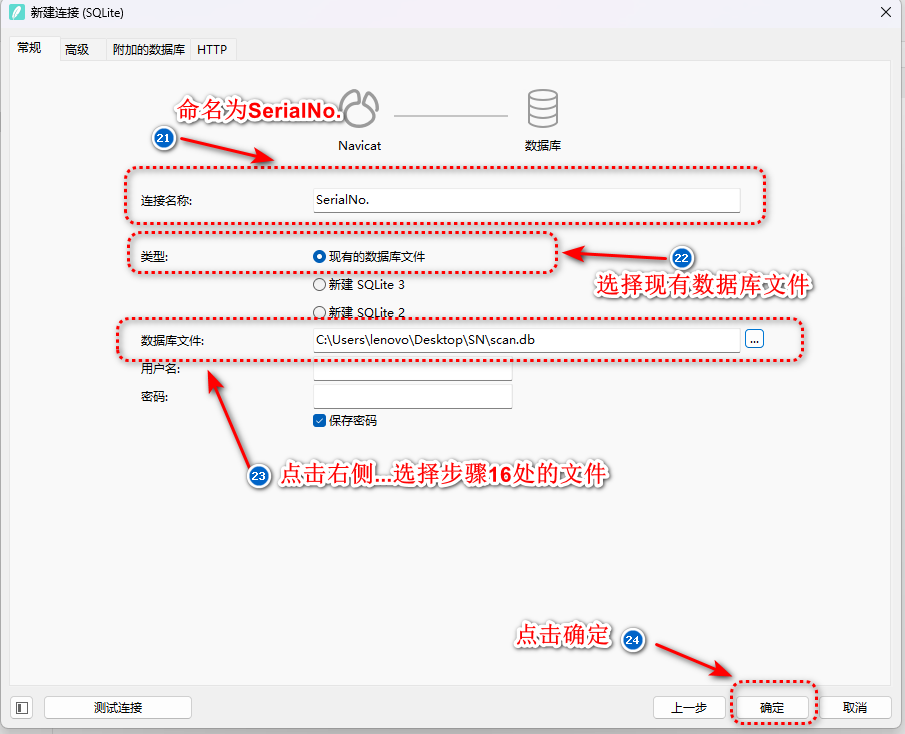 新建连接 (SQLite)
常规 高级 附加的数据库 HTTP
命名为SerialNo.
21
Navicat 数据库
连接名称: SerialNo.
类型: 现有的数据库文件
22
选择现有数据库文件
新建 SQLite 3
新建 SQLite 2
数据库文件: C:\Users\lenovo\Desktop\SN\scan.db ...
用户名:
密码:
保存密码
23 点击右侧...选择步骤16处的文件
点击确定 24
测试连接 上一步 确定 取消